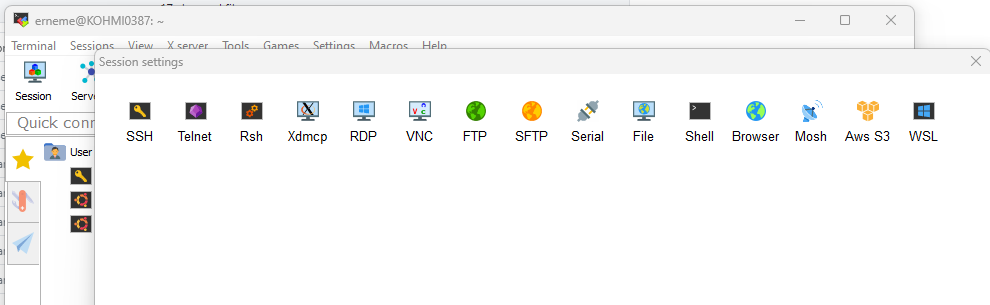 erneme@KOHMI0387: ~
Terminal Sessions View X server Tools Games Settings Macros Help
Session settings
Session
SSH Telnet Rsh Xdmcp RDP VNC FTP SFTP Serial File Shell Browser Mosh Aws S3 WSL
Quick conn
User